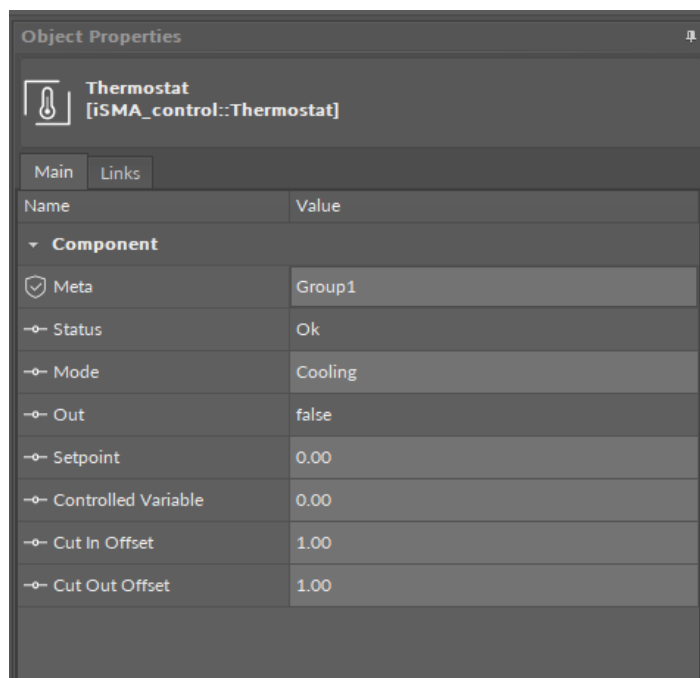 Object Properties
Thermostat
[iSMA_control::Thermostat]
Main Links
Name Value
Component
Meta Group1
Status Ok
Mode Cooling
Out false
Setpoint 0.00
Controlled Variable 0.00
Cut In Offset 1.00
Cut Out Offset 1.00